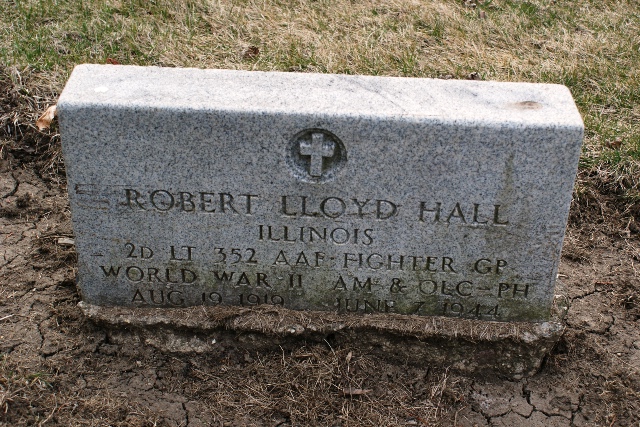 ROBERT LLOYD HALL
ILLINOIS
2D LT 352 AAF FIGHTER GP
WORLD WAR II AM & OLC-PH
AUG 19 1919 JUNE 7 1944